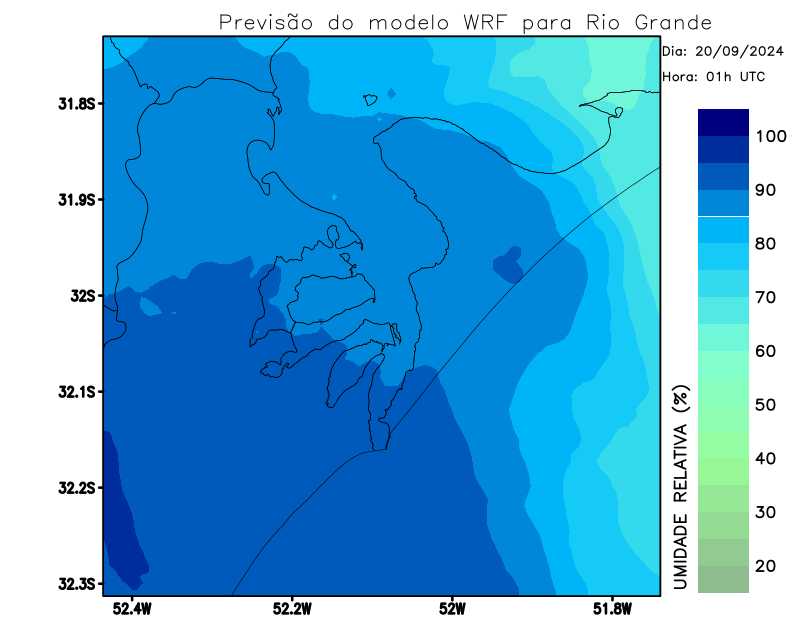 Previsão do modelo WRF para Rio Grande
Dia: 20/09/2024
Hora: 01h UTC
31.8S
31.9S
32S
32.1S
32.2S
32.3S
52.4W
52.2W
52W
51.8W
100
90
80
70
60
50
40
30
20
UMIDADE RELATIVA (%)